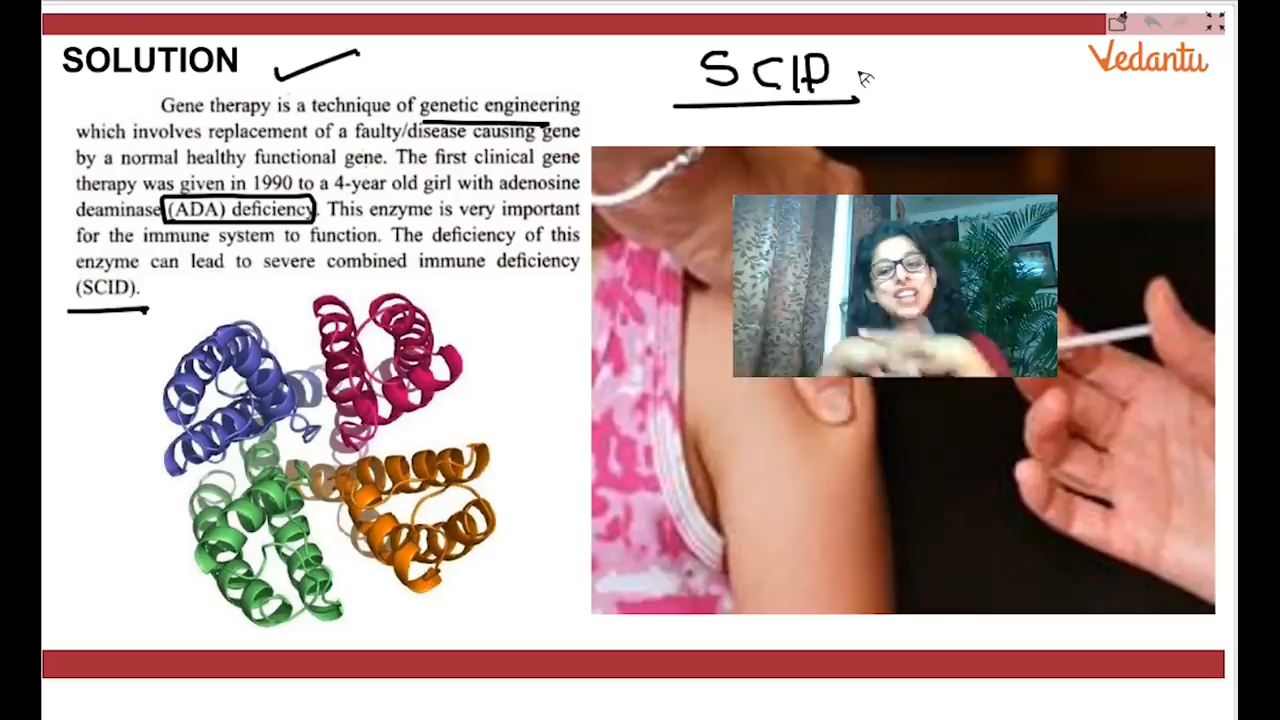 SOLUTION
SCID
Vedantu
Gene therapy is a technique of genetic engineering
which involves replacement of a faulty/disease causing gene
by a normal healthy functional gene. The first clinical gene
therapy was given in 1990 to a 4-year old girl with adenosine
deaminase (ADA) deficiency. This enzyme is very important
for the immune system to function. The deficiency of this
enzyme can lead to severe combined immune deficiency
(SCID).